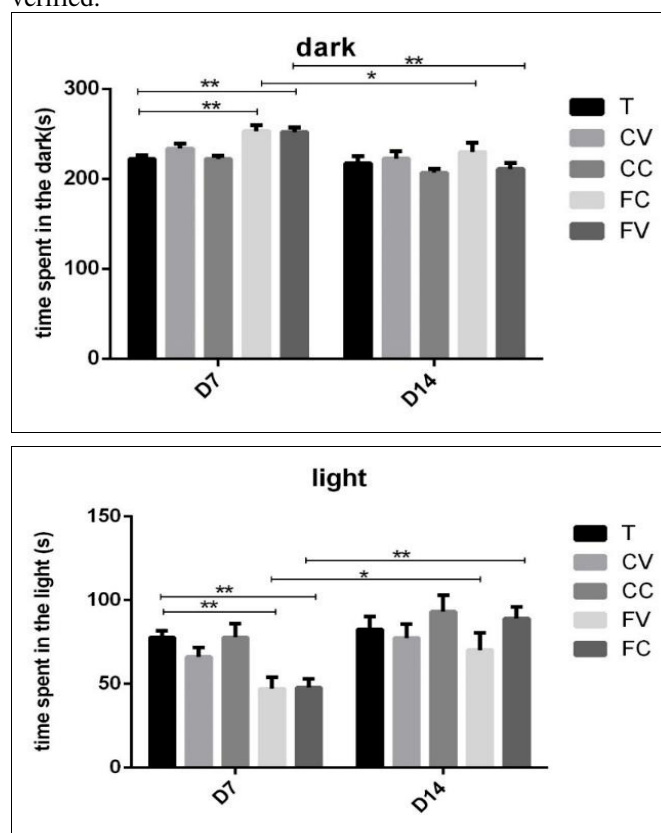 verified.
dark
**
**
*
**
**
300
200
100
0
time spent in the dark(s)
D7
D14
T
CV
CC
FC
FV
light
150
100
50
0
time spent in the light (s)
**
*
**
**
D7
D14
T
CV
CC
FV
FC